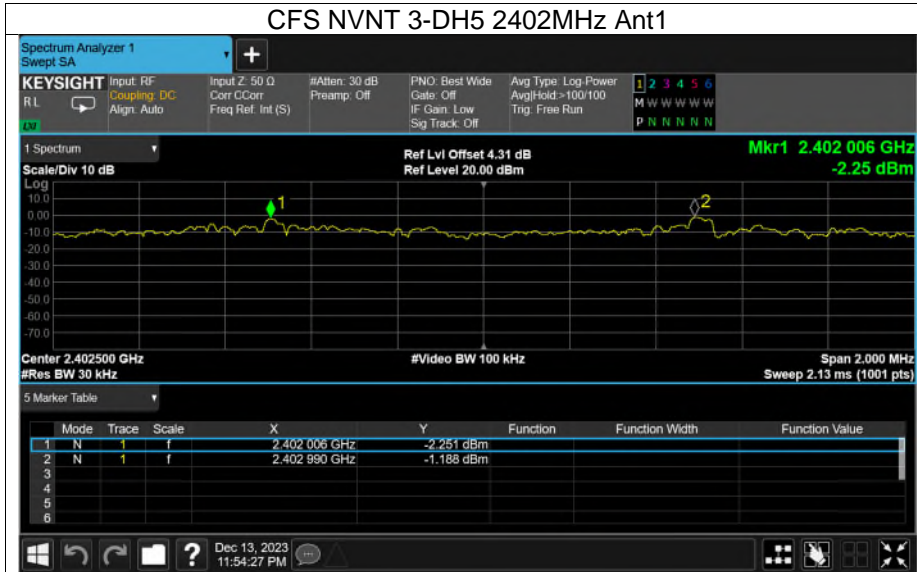 CFS NVNT 3-DH5 2402MHz Ant1
Spectrum Analyzer 1
Swept SA
+
KEYSIGHT Input: RF Input Z: 50 Ω #Atten: 30 dB PNO: Best Wide Avg Type: Log-Power 1 2 3 4 5 6
RL Coupling: DC Corr CCorr Preamp: Off Gate: Off Avg|Hold:>100/100 M W W W W W W
Align: Auto Freq Ref: Int (S) IF Gain: Low Trig: Free Run P N N N N N
LXI Sig Track: Off
1 Spectrum Ref Lvl Offset 4.31 dB Mkr1 2.402 006 GHz
Scale/Div 10 dB Ref Level 20.00 dBm -2.25 dBm
Log
10.0
0.00
-10.0
-20.0
-30.0
-40.0
-50.0
-60.0
-70.0
1
2
Center 2.402500 GHz #Video BW 100 kHz Span 2.000 MHz
#Res BW 30 kHz Sweep 2.13 ms (1001 pts)
5 Marker Table
Mode Trace Scale X Y Function Function Width Function Value
1 N 1 f 2.402 006 GHz -2.251 dBm
2 N 1 f 2.402 990 GHz -1.188 dBm
3
4
5
6
? Dec 13, 2023
11:54:27 PM